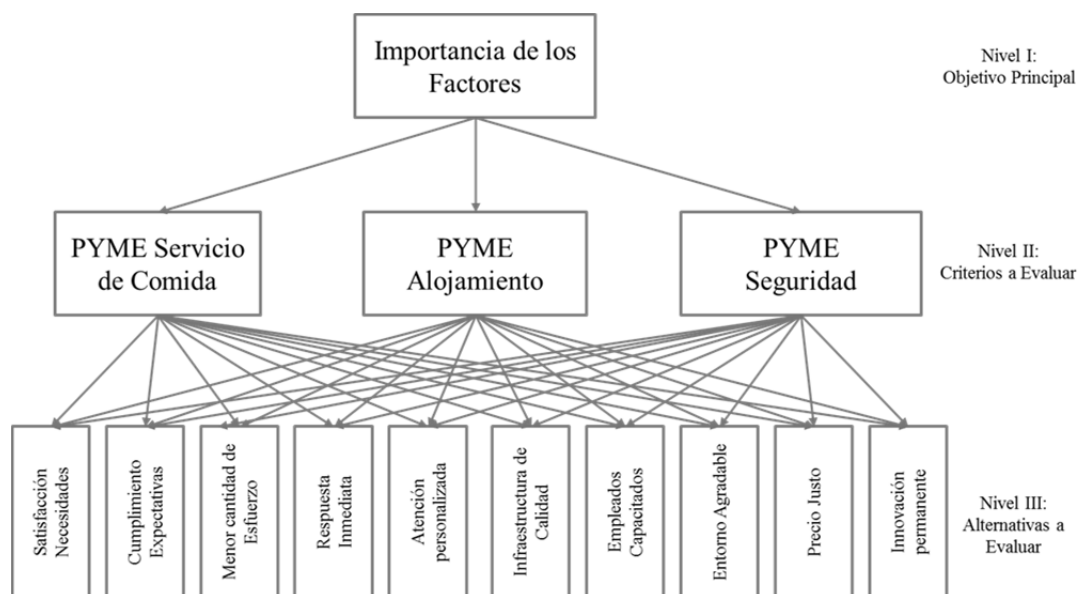 Importancia de los
Factores
Nivel I:
Objetivo Principal
PYME Servicio
de Comida
PYME
Alojamiento
PYME
Seguridad
Nivel II:
Criterios a Evaluar
Satisfacción
Necesidades
Cumplimiento
Expectativas
Menor cantidad de
Esfuerzo
Respuesta
Inmediata
Atención
personalizada
Infraestructura de
Calidad
Empleados
Capacitados
Entorno Agradable
Precio Justo
Innovación
permanente
Nivel III:
Alternativas a
Evaluar